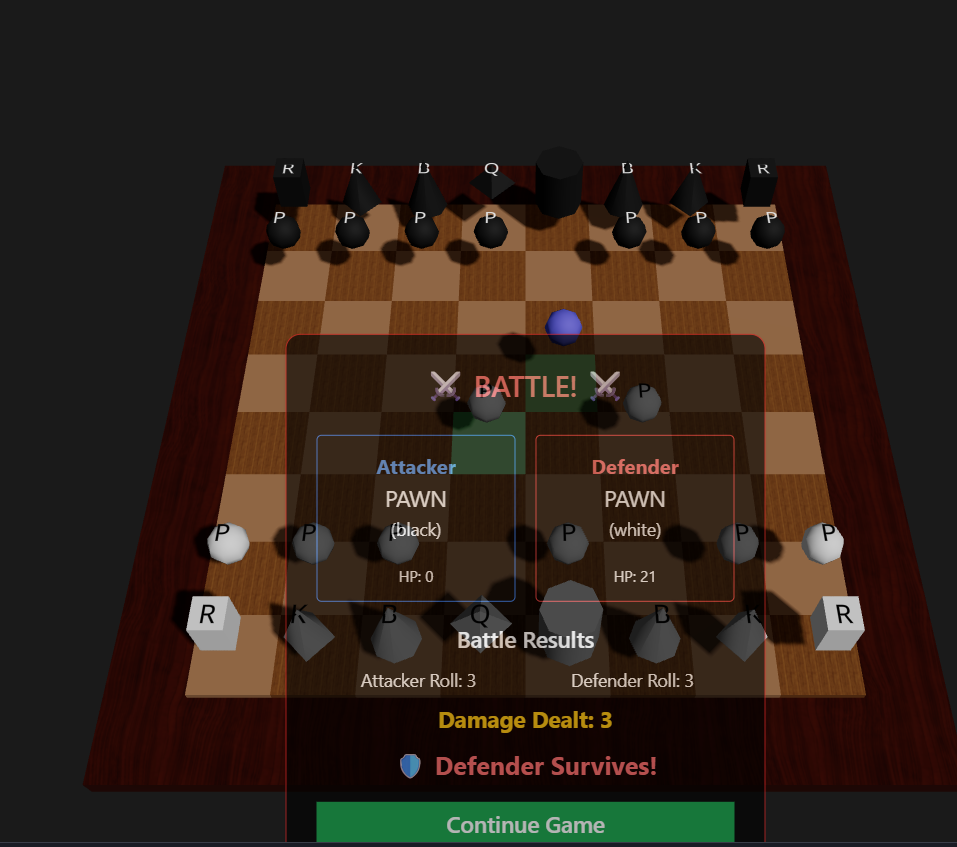 R K B Q B K R
P P P P P P P
⚔️ BATTLE! ⚔️
P P
Attacker
PAWN
(black)
HP: 0
Defender
PAWN
(white)
HP: 21
P P P P P P
R K B Q B K R
Battle Results
Attacker Roll: 3
Defender Roll: 3
Damage Dealt: 3
🛡️ Defender Survives!
Continue Game